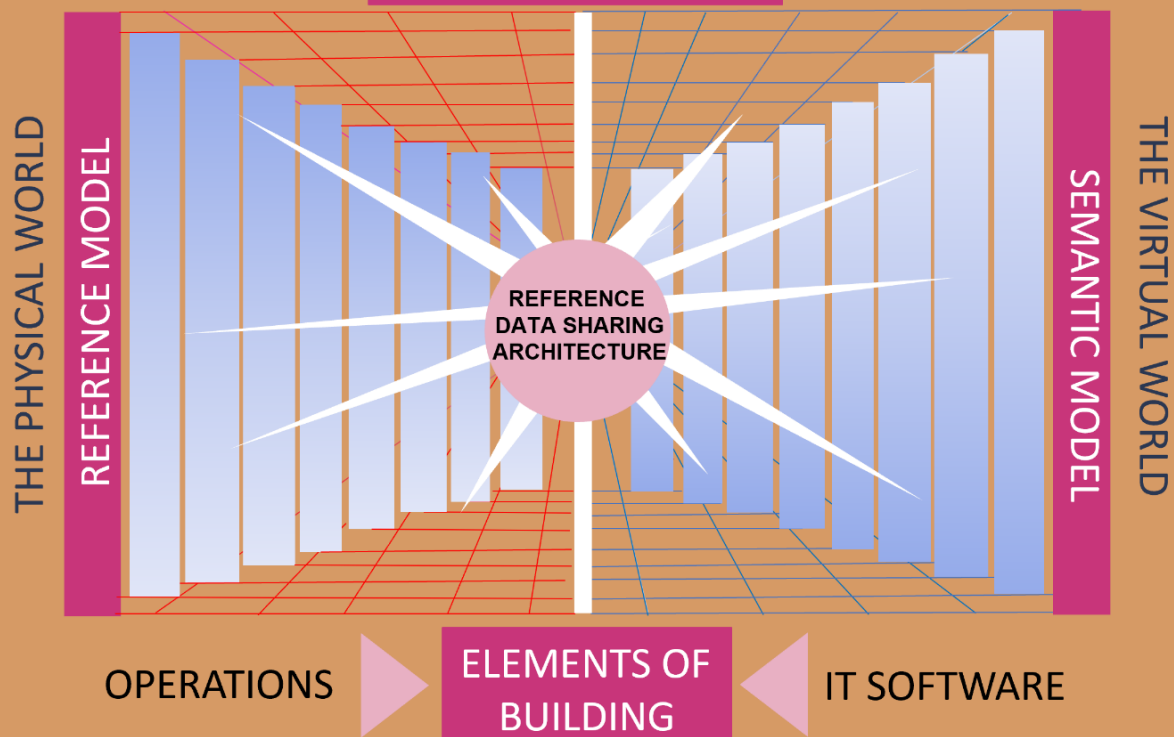 THE PHYSICAL WORLD
REFERENCE MODEL
REFERENCE
DATA SHARING
ARCHITECTURE
SEMANTIC MODEL
THE VIRTUAL WORLD
OPERATIONS
ELEMENTS OF
BUILDING
IT SOFTWARE